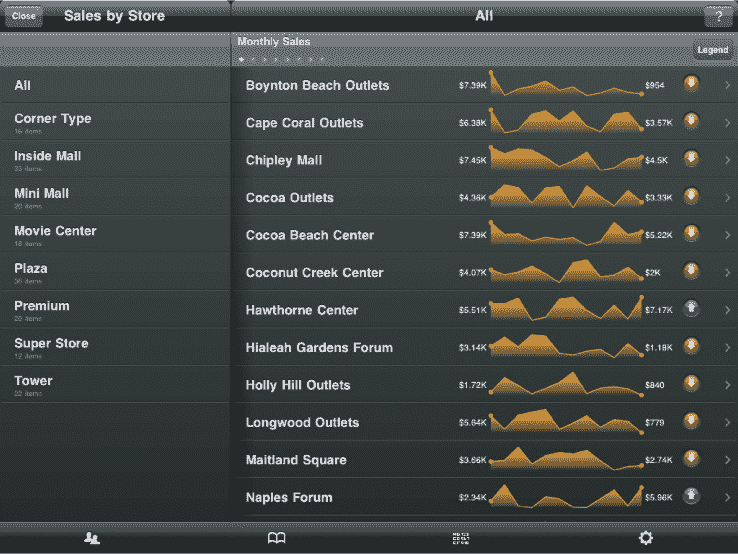 Close
Sales by Store
All
?
Monthly Sales
Legend
All
Corner Type
16 items
Inside Mall
33 items
Mini Mall
20 items
Movie Center
18 items
Plaza
36 items
Premium
Super Store
12 items
Tower
22 items
Boynton Beach Outlets $7.39K $954
Cape Coral Outlets $6.38K $3.57K
Chipley Mall $7.45K $4.5K
Cocoa Outlets $4.36K $3.33K
Cocoa Beach Center $7.39K $5.22K
Coconut Creek Center $4.07K $2K
Hawthorne Center $5.51K $7.17K
Hialeah Gardens Forum $3.14K $1.18K
Holly Hill Outlets $1.72K $840
Longwood Outlets $5.64K $779
Maitland Square $3.66K $2.74K
Naples Forum $2.34K $5.96K